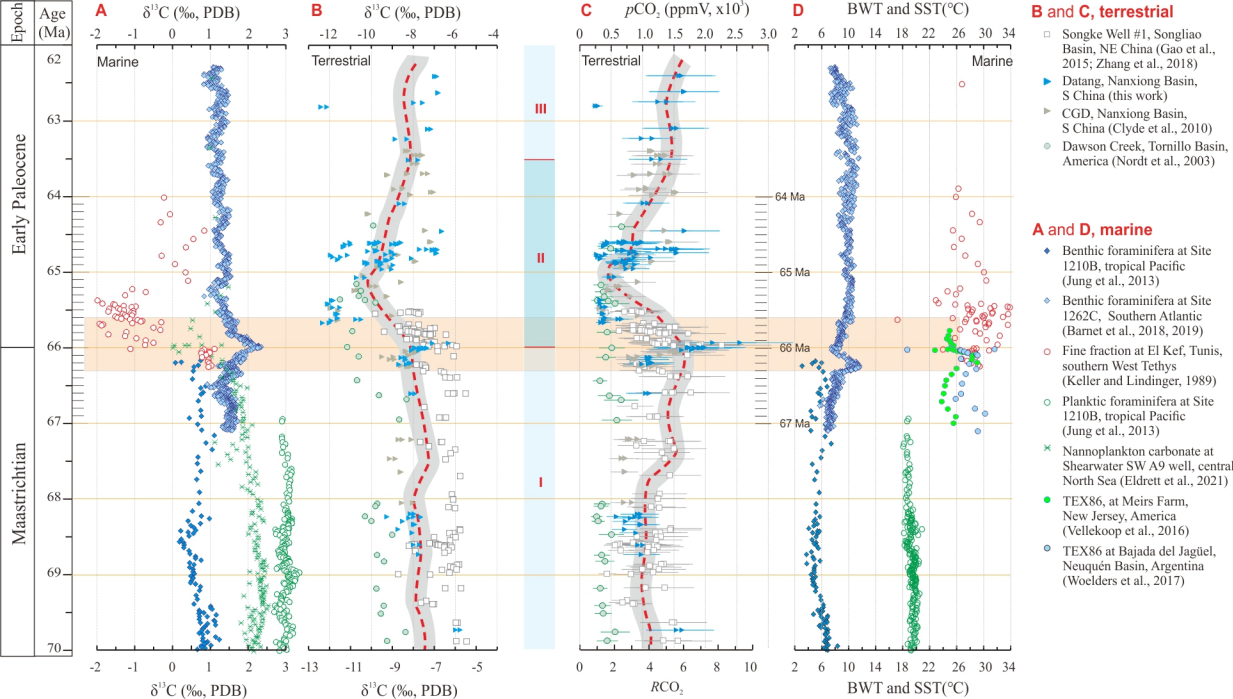 Epoch
Age
(Ma)
A
δ¹³C (‰, PDB)
B
δ¹³C (‰, PDB)
C
pCO₂ (ppmV, x10³)
D
BWT and SST(℃)
-2 -1 0 1 2 3
-12 -10 -8 -6 -4
0 0.5 1.0 1.5 2.0 2.5 3.0
2 6 10 14 18 22 26 30 34
Marine
Terrestrial
Terrestrial
Marine
62
63
64
65
66
67
68
69
70
Early Paleocene
Maastrichtian
III
II
I
64 Ma
65 Ma
66 Ma
67 Ma
-2 -1 0 1 2 3
-13 -11 -9 -7 -5
0 2 4 6 8 10
2 6 10 14 18 22 26 30 34
δ¹³C (‰, PDB)
δ¹³C (‰, PDB)
RCO₂
BWT and SST(℃)
B and C, terrestrial
Songke Well #1, Songliao
Basin, NE China (Gao et al.,
2015; Zhang et al., 2018)
Datang, Nanxiong Basin,
S China (this work)
CGD, Nanxiong Basin,
S China (Clyde et al., 2010)
Dawson Creek, Tornillo Basin,
America (Nordt et al., 2003)
A and D, marine
Benthic foraminifera at Site
1210B, tropical Pacific
(Jung et al., 2013)
Benthic foraminifera at Site
1262C, Southern Atlantic
(Barnet et al., 2018, 2019)
Fine fraction at El Kef, Tunis,
southern West Tethys
(Keller and Lindinger, 1989)
Planktic foraminifera at Site
1210B, tropical Pacific
(Jung et al., 2013)
Nannoplankton carbonate at
Shearwater SW A9 well, central
North Sea (Eldrett et al., 2021)
TEX86, at Meirs Farm,
New Jersey, America
(Vellekoop et al., 2016)
TEX86 at Bajada del Jagüel,
Neuquén Basin, Argentina
(Woelders et al., 2017)